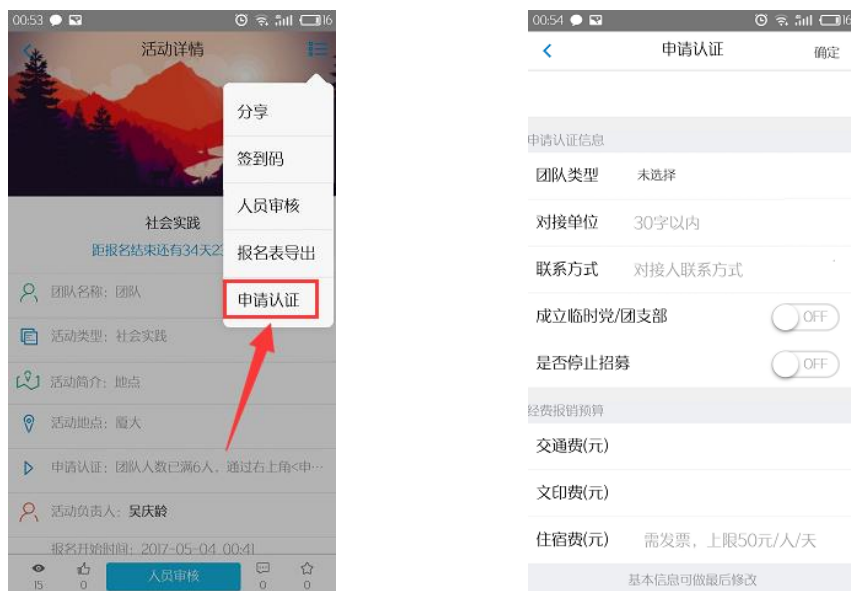 00:53
16
活动详情
分享
签到码
人员审核
报名表导出
申请认证
社会实践
距报名结束还有34天2
团队名称：团队
活动类型：社会实践
活动简介：地点
活动地点：厦大
申请认证：团队人数已满6人，通过右上角<申…
活动负责人：吴庆龄
报名开始时间：2017-05-04 00:41
15
0
人员审核
0
0
00:54
16
申请认证
确定
申请认证信息
团队类型 未选择
对接单位 30字以内
联系方式 对接人联系方式
成立临时党/团支部 OFF
是否停止招募 OFF
经费报销预算
交通费(元)
文印费(元)
住宿费(元) 需发票，上限50元/人/天
基本信息可做最后修改